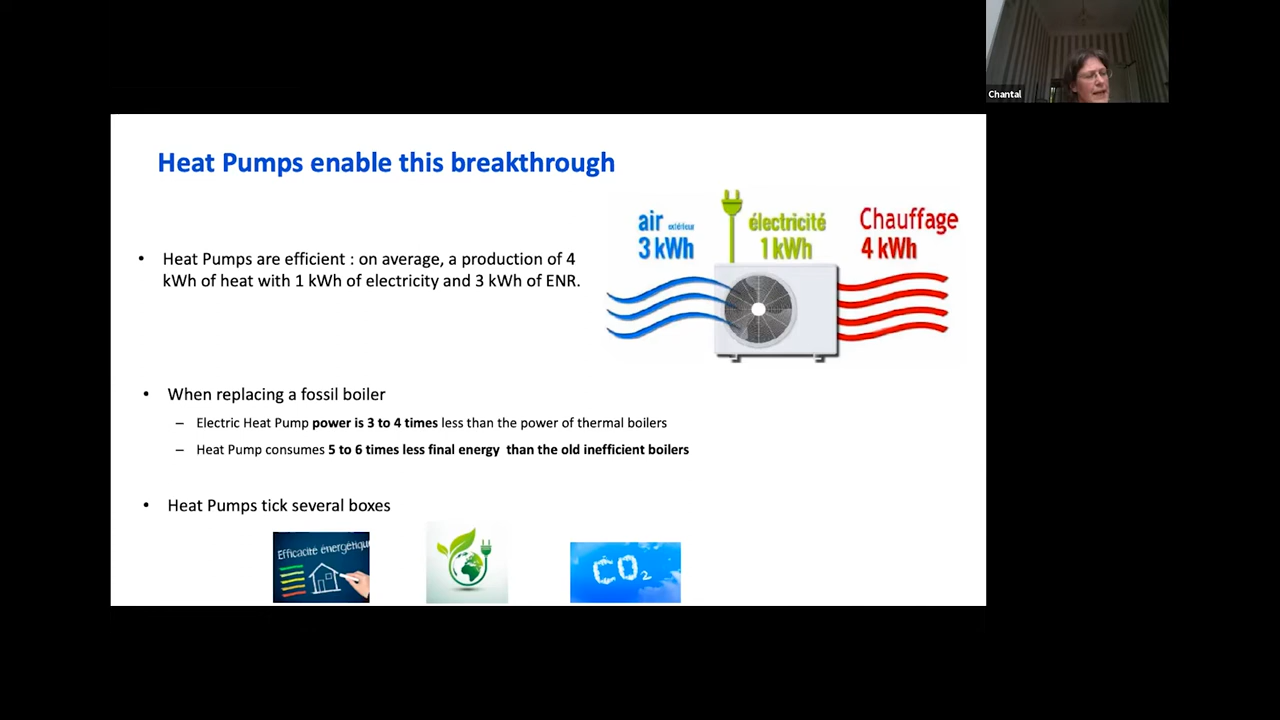 Chantal
Heat Pumps enable this breakthrough
air extérieur
3 kWh
électricité
1 kWh
Chauffage
4 kWh
• Heat Pumps are efficient : on average, a production of 4
kWh of heat with 1 kWh of electricity and 3 kWh of ENR.
• When replacing a fossil boiler
– Electric Heat Pump power is 3 to 4 times less than the power of thermal boilers
– Heat Pump consumes 5 to 6 times less final energy than the old inefficient boilers
• Heat Pumps tick several boxes
Efficacité énergétiqu
CO2